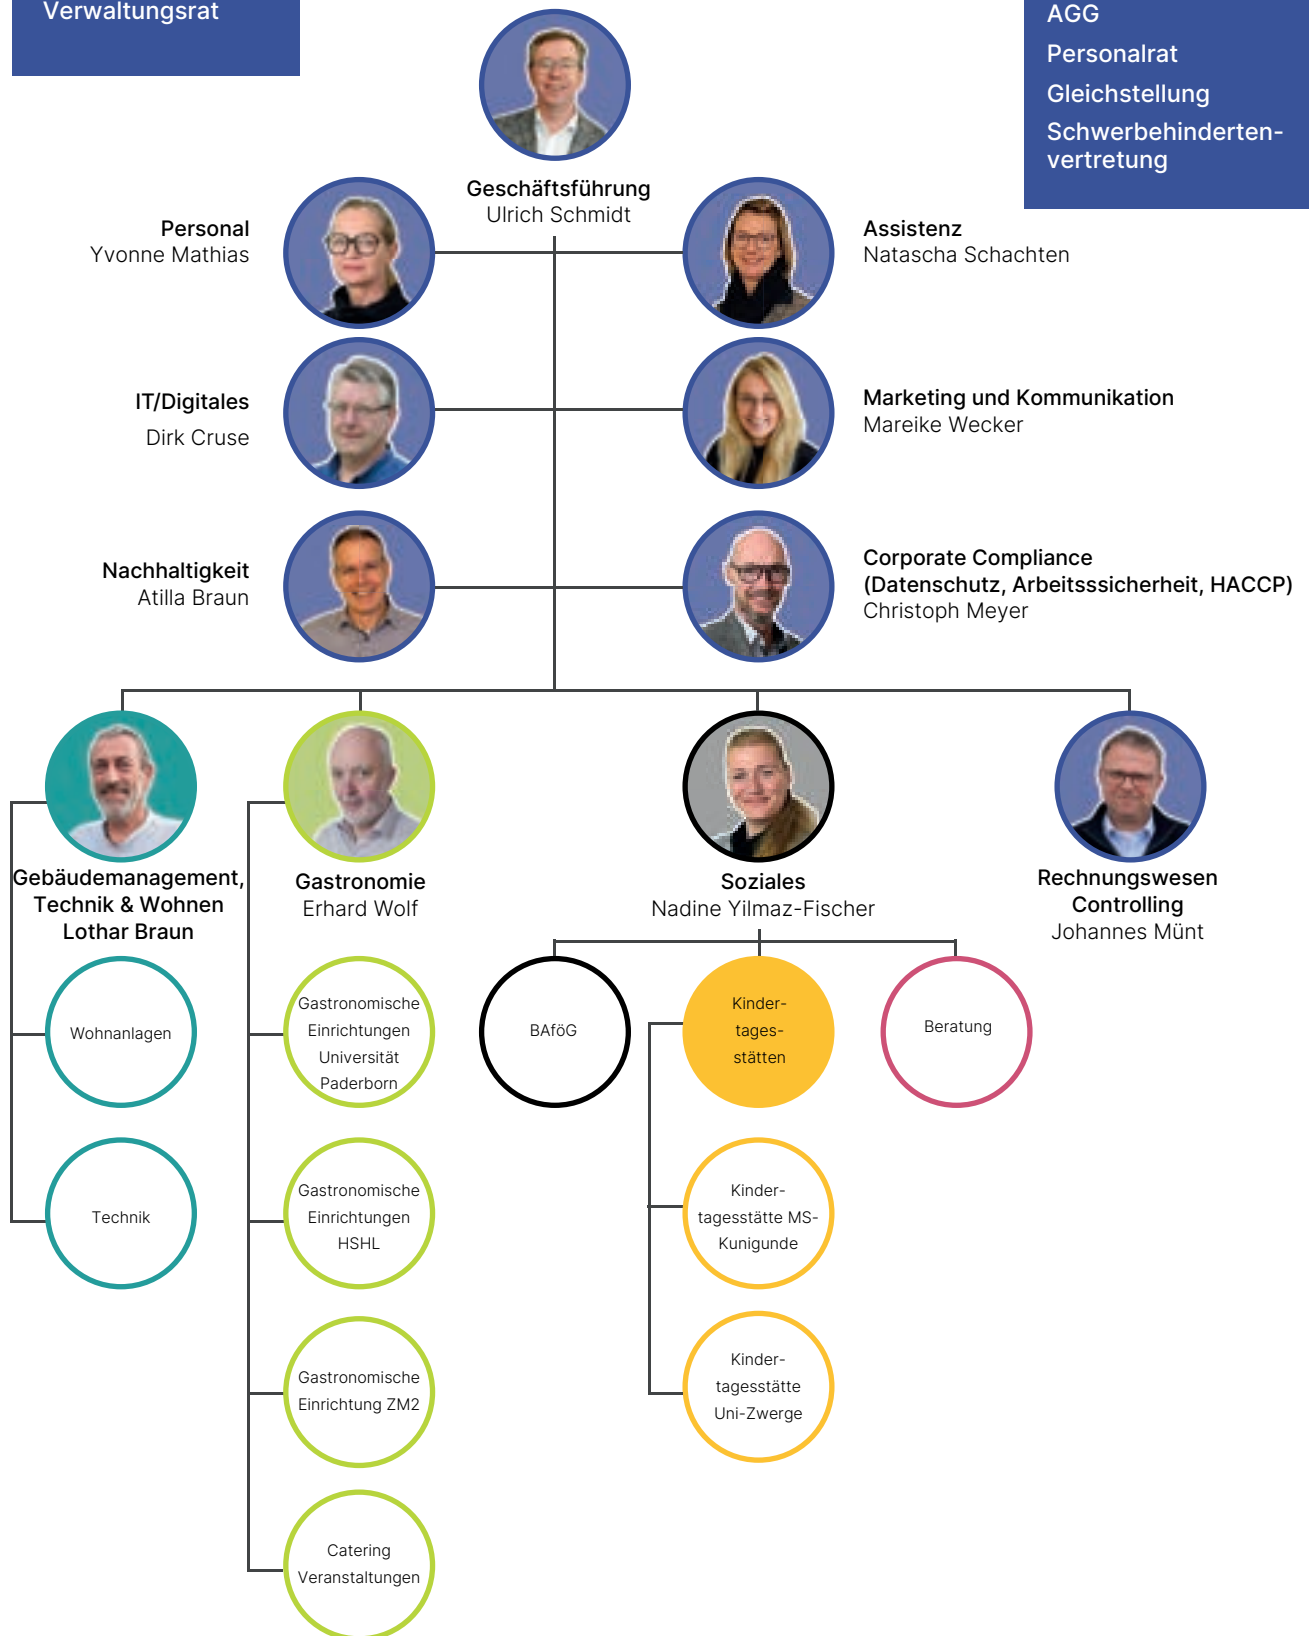 Verwaltungsrat
AGG
Personalrat
Gleichstellung
Schwerbehinderten-
vertretung
Geschäftsführung
Ulrich Schmidt
Personal
Yvonne Mathias
Assistenz
Natascha Schachten
IT/Digitales
Dirk Cruse
Marketing und Kommunikation
Mareike Wecker
Nachhaltigkeit
Atilla Braun
Corporate Compliance
(Datenschutz, Arbeitsssicherheit, HACCP)
Christoph Meyer
Gebäudemanagement,
Technik & Wohnen
Lothar Braun
Gastronomie
Erhard Wolf
Soziales
Nadine Yilmaz-Fischer
Rechnungswesen
Controlling
Johannes Münt
Wohnanlagen
Technik
Gastronomische
Einrichtungen
Universität
Paderborn
Gastronomische
Einrichtungen
HSHL
Gastronomische
Einrichtung ZM2
Catering
Veranstaltungen
BAföG
Kinder-
tages-
stätten
Kinder-
tagesstätte MS-
Kunigunde
Kinder-
tagesstätte
Uni-Zwerge
Beratung